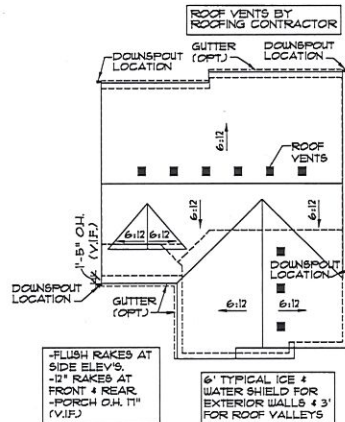 ROOF VENTS BY
ROOFING CONTRACTOR
DOWNSPOUT
LOCATION
GUTTER
(OPT.)
DOWNSPOUT
LOCATION
6:12
ROOF
VENTS
6:12
6:12
6:12
6:12
1'-5" O.H.
(V.I.F.)
DOWNSPOUT
LOCATION
DOWNSPOUT
LOCATION
GUTTER
(OPT.)
6:12
6:12
-FLUSH RAKES AT
SIDE ELEV'S.
-12" RAKES AT
FRONT & REAR
-PORCH O.H. 17"
(V.I.F.)
6' TYPICAL ICE &
WATER SHIELD FOR
EXTERIOR WALLS & 3'
FOR ROOF VALLEYS